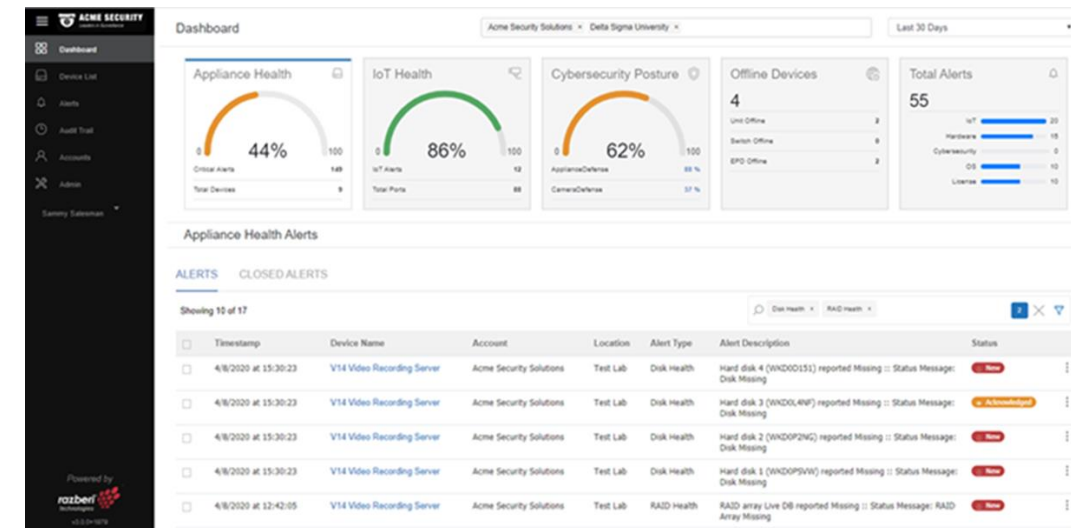 ACME SECURITY
Dashboard
Acme Security Solutions × Delta Sigma University ×
Last 30 Days
Dashboard
Device List
Alerts
Audit Trail
Accounts
Admin
Sammy Salesman
Appliance Health
0 44% 100
Critical Alerts 149
Total Devices 9
IoT Health
0 86% 100
IoT Alerts 12
Total Ports 88
Cybersecurity Posture
0 62% 100
ApplianceDefense 88 %
CameraDefense 37 %
Offline Devices
4
Unit Offline 2
Switch Offline 0
EPD Offline 2
Total Alerts
55
IoT 20
Hardware 15
Cybersecurity 0
OS 10
License 10
Appliance Health Alerts
ALERTS CLOSED ALERTS
Showing 10 of 17
Disk Health × RAID Health ×
2
Timestamp Device Name Account Location Alert Type Alert Description Status
4/8/2020 at 15:30:23 V14 Video Recording Server Acme Security Solutions Test Lab Disk Health Hard disk 4 (WKD0D151) reported Missing :: Status Message: New
Disk Missing
4/8/2020 at 15:30:23 V14 Video Recording Server Acme Security Solutions Test Lab Disk Health Hard disk 3 (WKD0L4NF) reported Missing :: Status Message: Acknowledged
Disk Missing
4/8/2020 at 15:30:23 V14 Video Recording Server Acme Security Solutions Test Lab Disk Health Hard disk 2 (WKD0P2NG) reported Missing :: Status Message: New
Disk Missing
4/8/2020 at 15:30:23 V14 Video Recording Server Acme Security Solutions Test Lab Disk Health Hard disk 1 (WKD0PSVW) reported Missing :: Status Message: New
Disk Missing
4/8/2020 at 12:42:05 V14 Video Recording Server Acme Security Solutions Test Lab RAID Health RAID array Live DB reported Missing :: Status Message: RAID New
Array Missing
Powered by
razberi
technologies